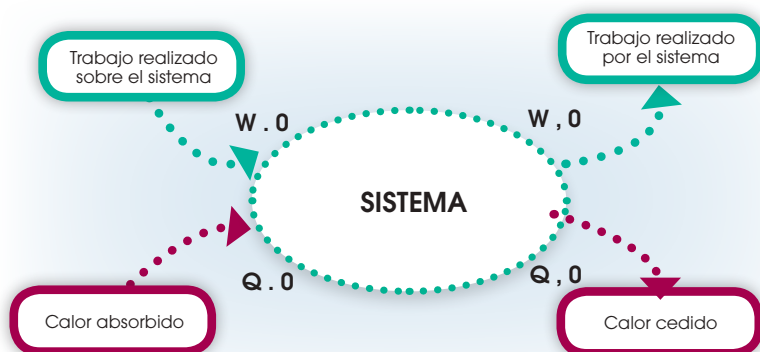 Trabajo realizado
sobre el sistema
Trabajo realizado
por el sistema
W . 0
W , 0
SISTEMA
Q . 0
Q , 0
Calor absorbido
Calor cedido